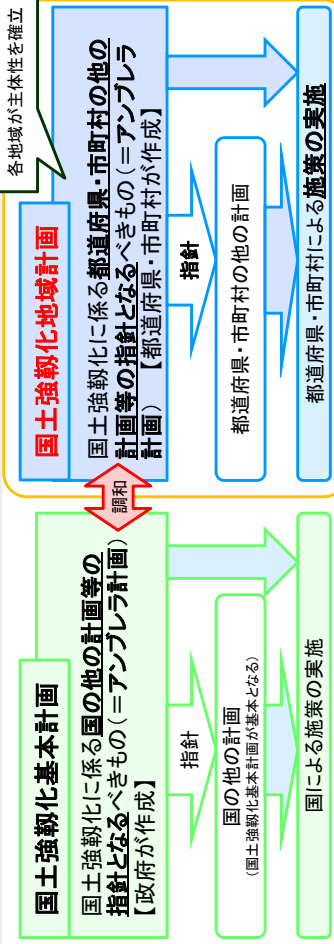 国土強靱化基本計画
国土強靱化に係る国の他の計画等の
指針となるべきもの(=アンブレラ計画)
【政府が作成】
指針
国の他の計画
(国土強靱化基本計画が基本となる)
国による施策の実施
調和
各地域が主体性を確立
国土強靱化地域計画
国土強靱化に係る都道府県・市町村の他の
計画等の指針となるべきもの(=アンブレラ
計画) 【都道府県・市町村が作成】
指針
都道府県・市町村の他の計画
都道府県・市町村による施策の実施